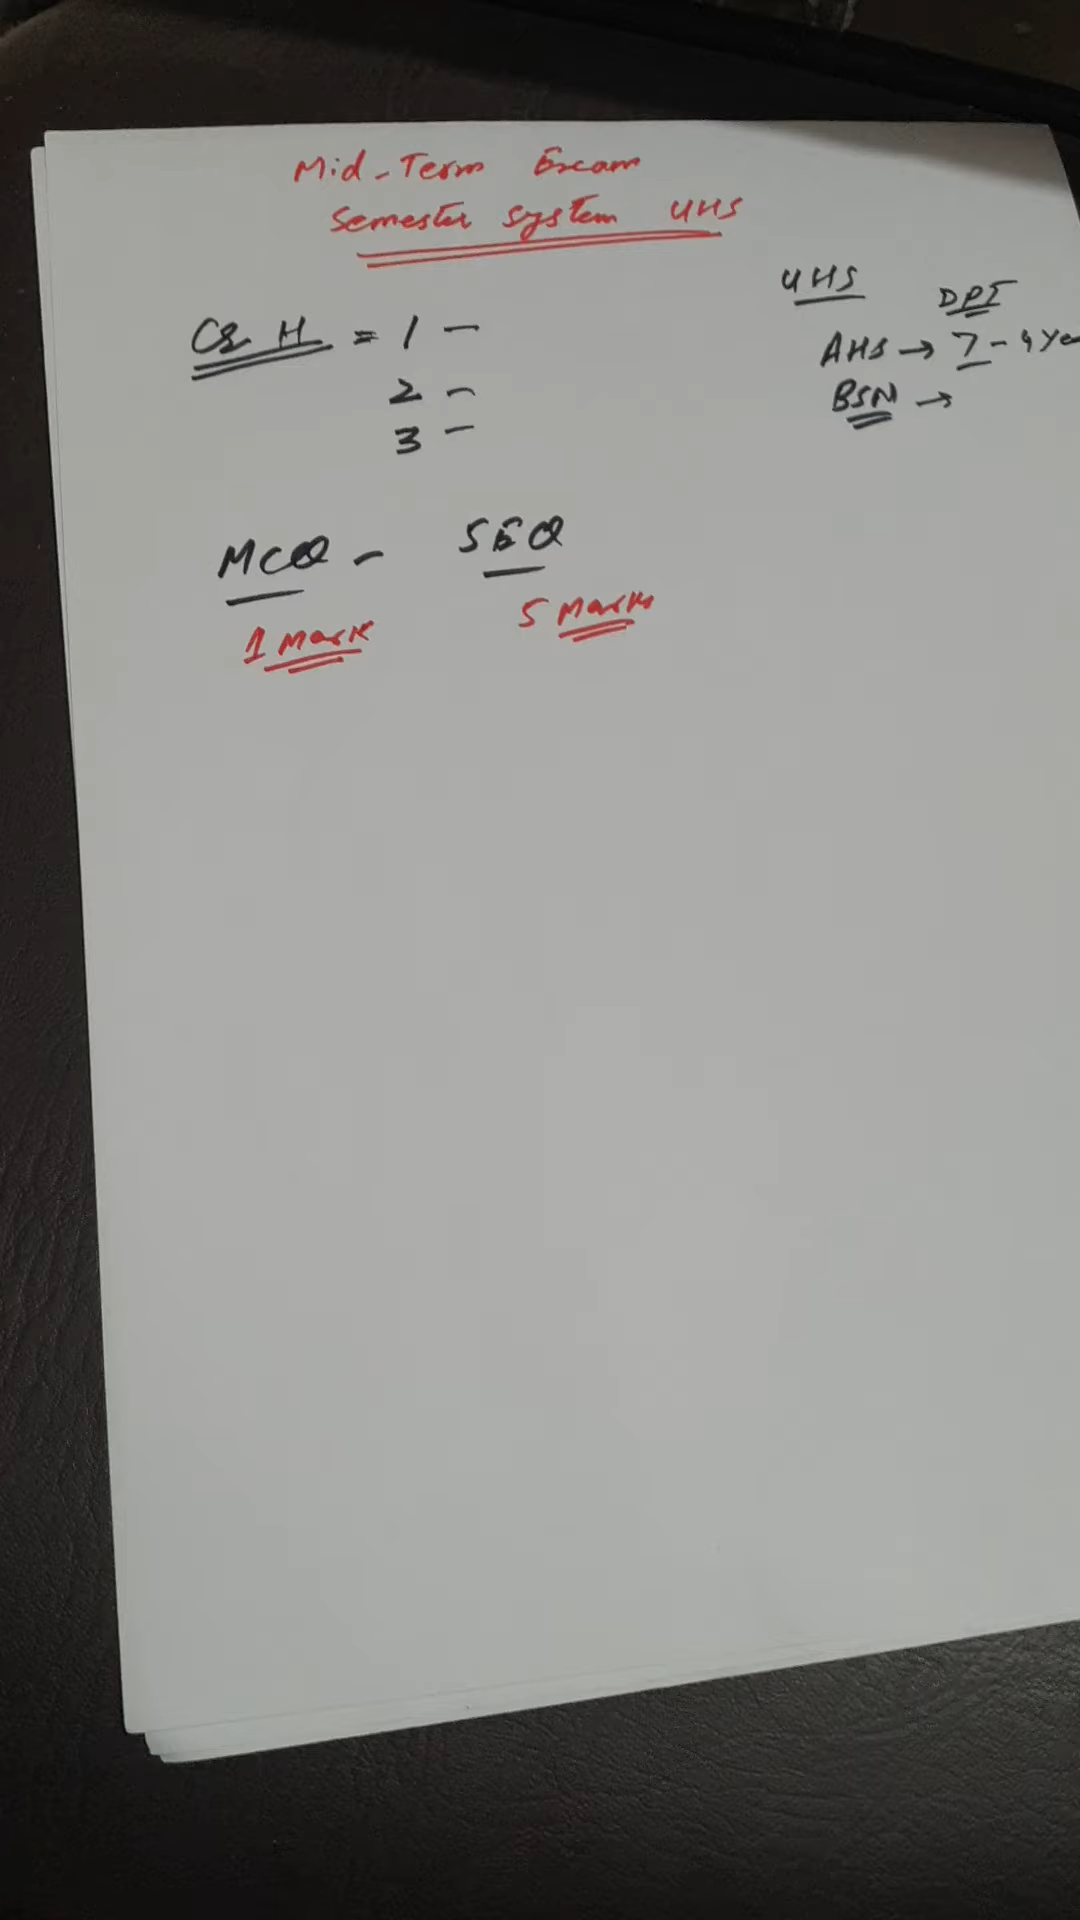 Mid-Term Exam
Semester System UHS
Cr H = 1 -
2 -
3 -
UHS DPT
AHS → 7 - 4 Yea
BSN →
MCQ - SEQ
1 Mark 5 Marks